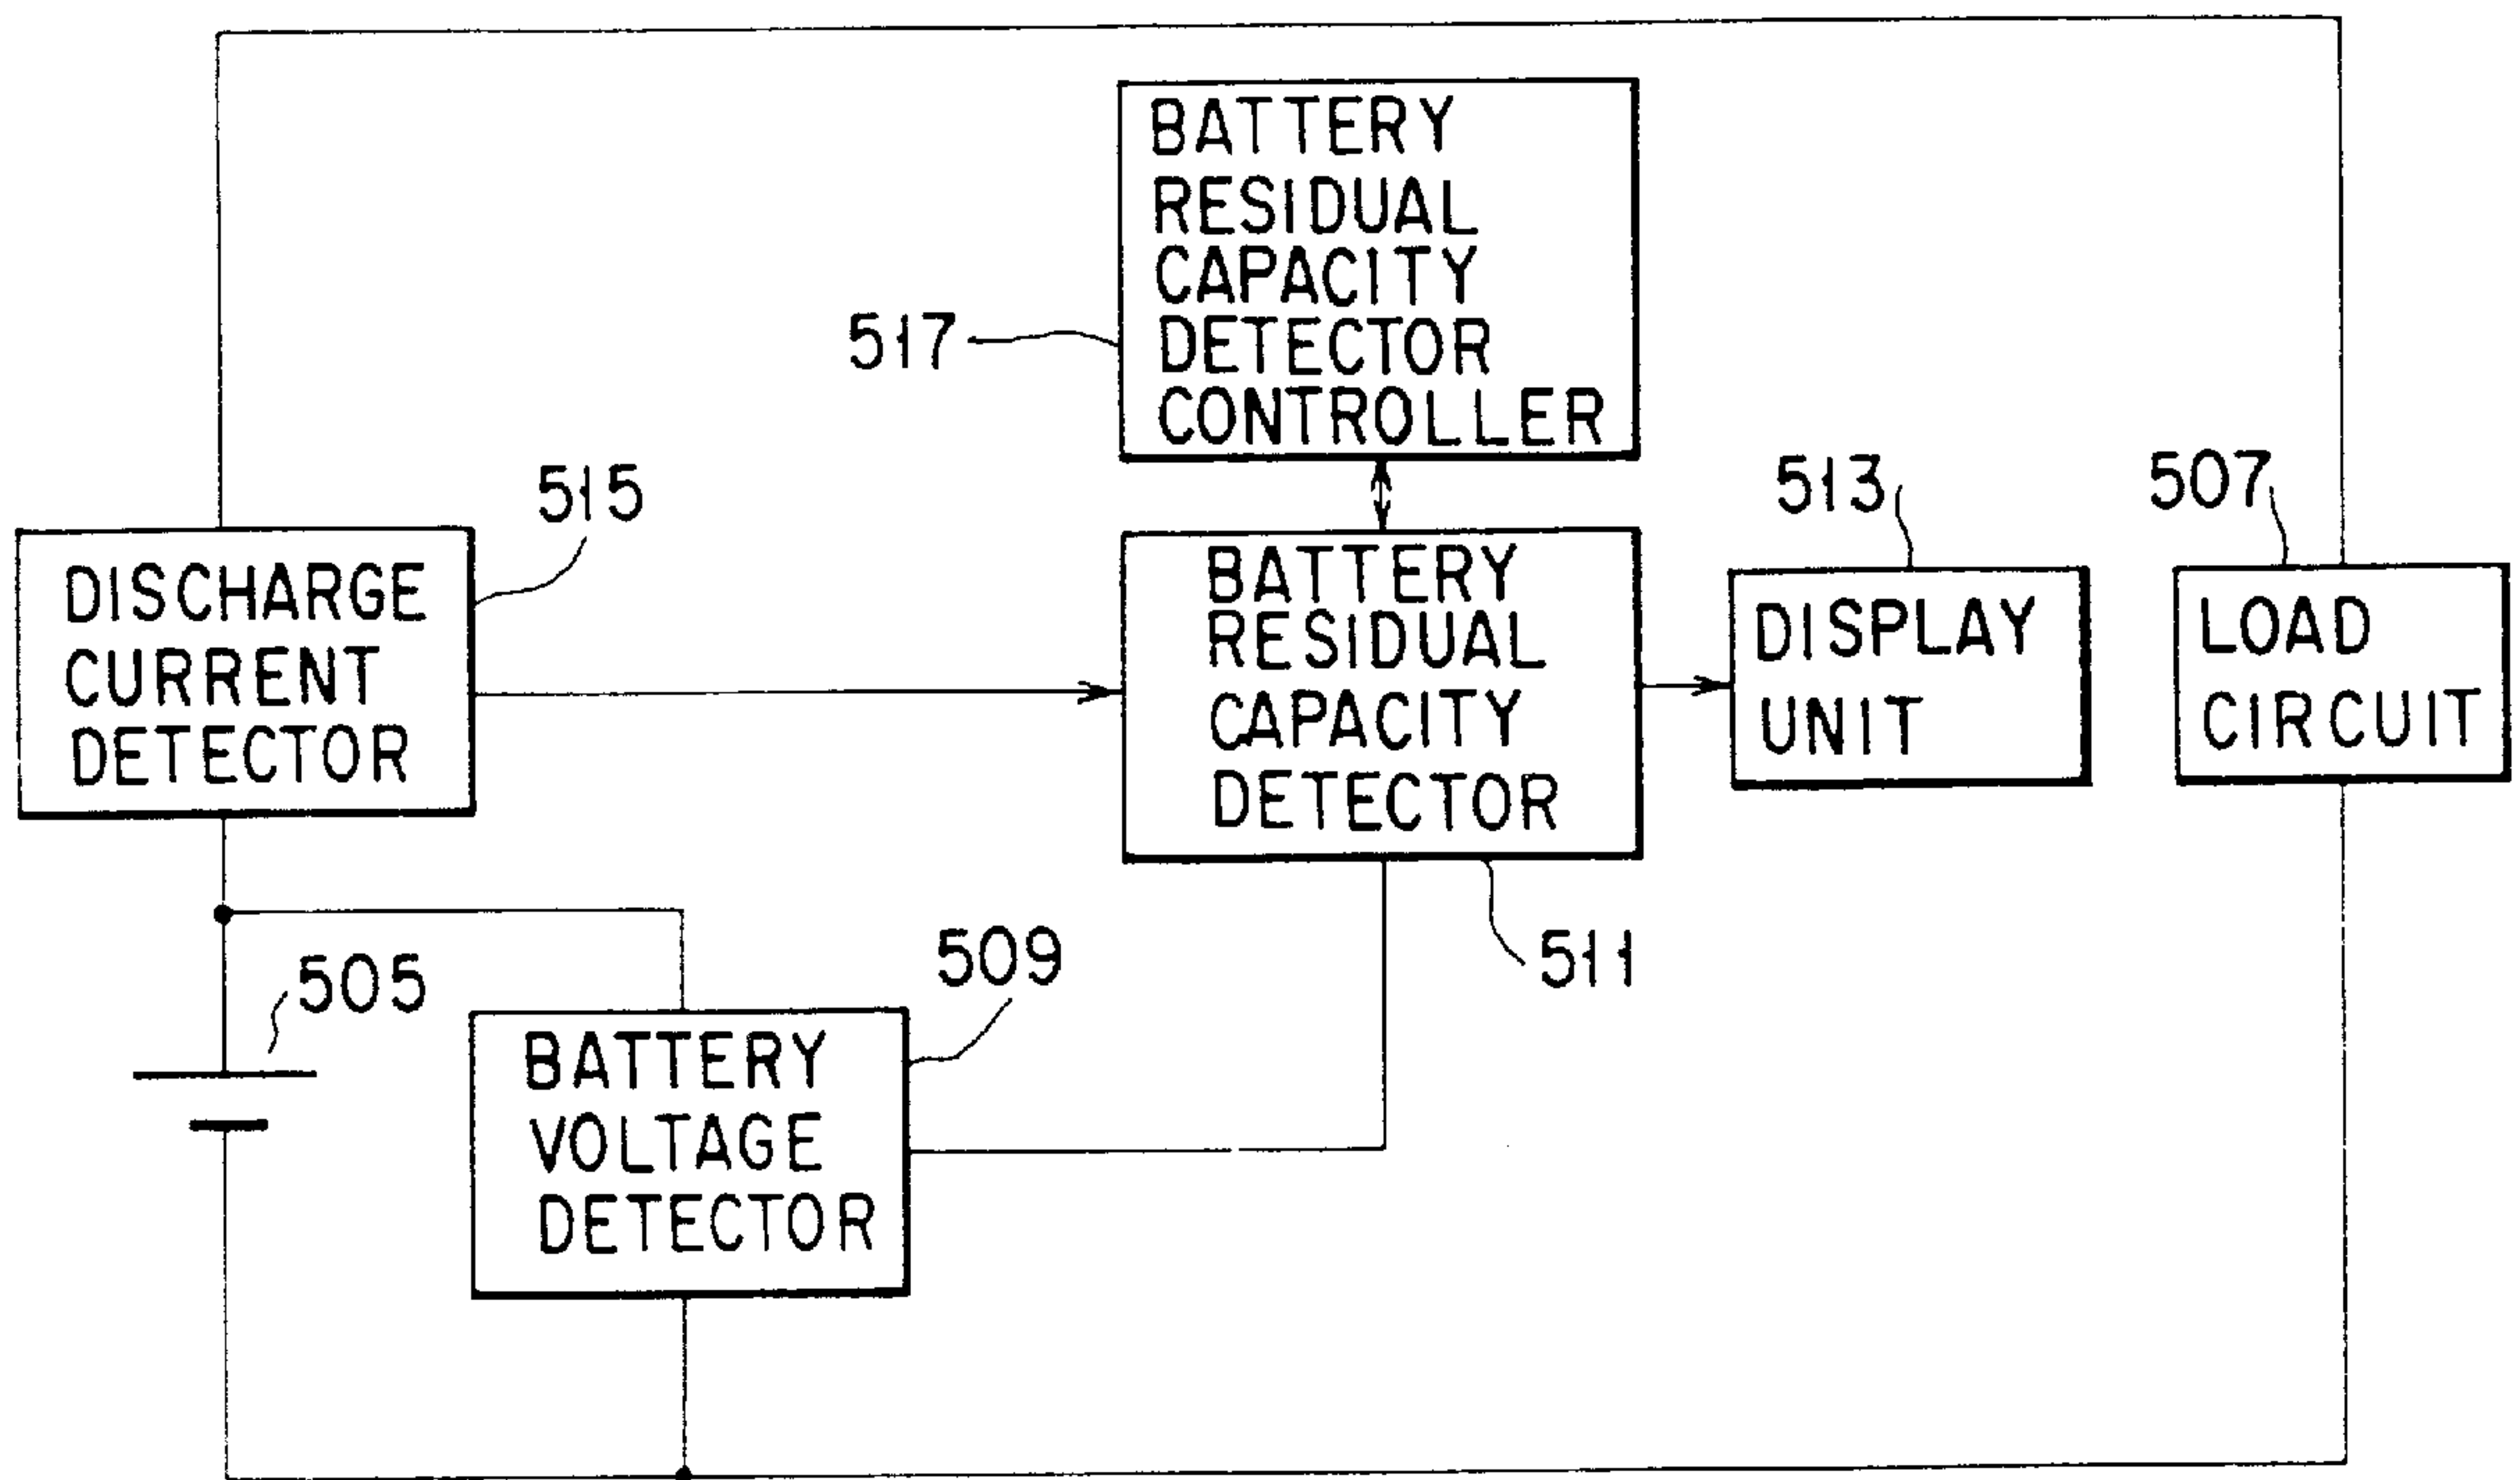 BATTERY
RESIDUAL
CAPACITY
DETECTOR
CONTROLLER
517
515
513
507
DISCHARGE
CURRENT
DETECTOR
BATTERY
RESIDUAL
CAPACITY
DETECTOR
DISPLAY
UNIT
LOAD
CIRCUIT
505
509
511
BATTERY
VOLTAGE
DETECTOR